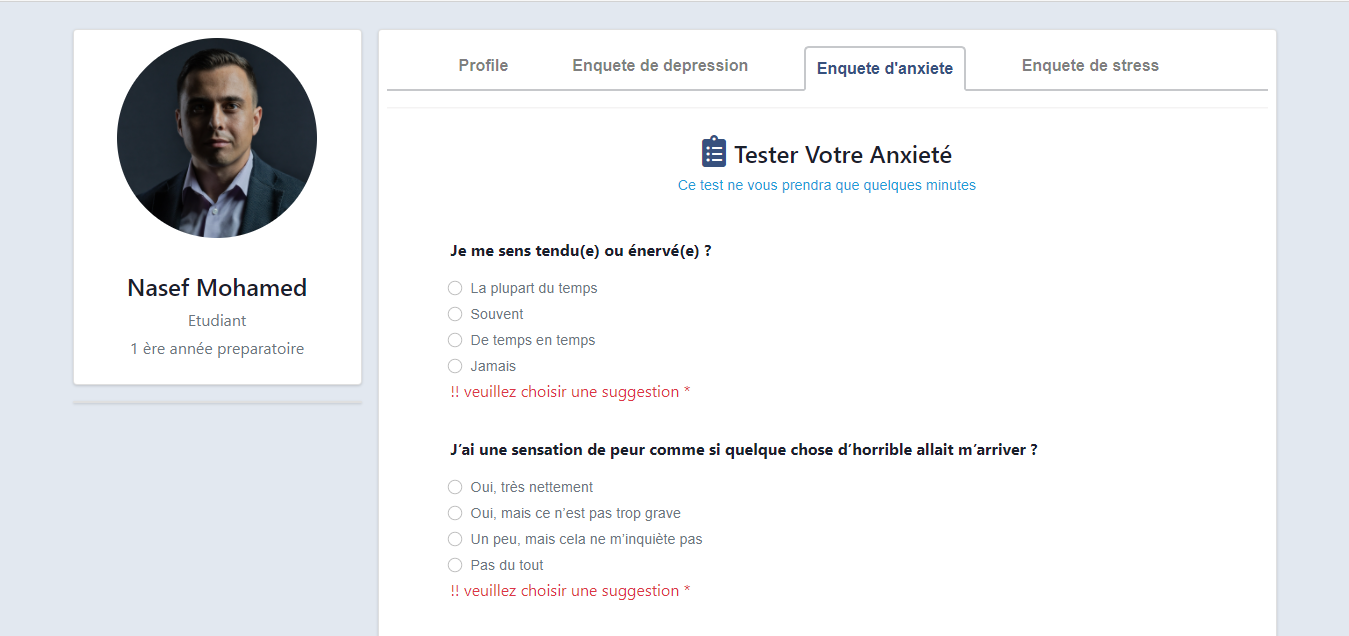 Nasef Mohamed
Etudiant
1 ère année preparatoire
Profile
Enquete de depression
Enquete d'anxiete
Enquete de stress
Tester Votre Anxieté
Ce test ne vous prendra que quelques minutes
Je me sens tendu(e) ou énervé(e) ?
La plupart du temps
Souvent
De temps en temps
Jamais
!! veuillez choisir une suggestion *
J’ai une sensation de peur comme si quelque chose d’horrible allait m’arriver ?
Oui, très nettement
Oui, mais ce n’est pas trop grave
Un peu, mais cela ne m’inquiète pas
Pas du tout
!! veuillez choisir une suggestion *